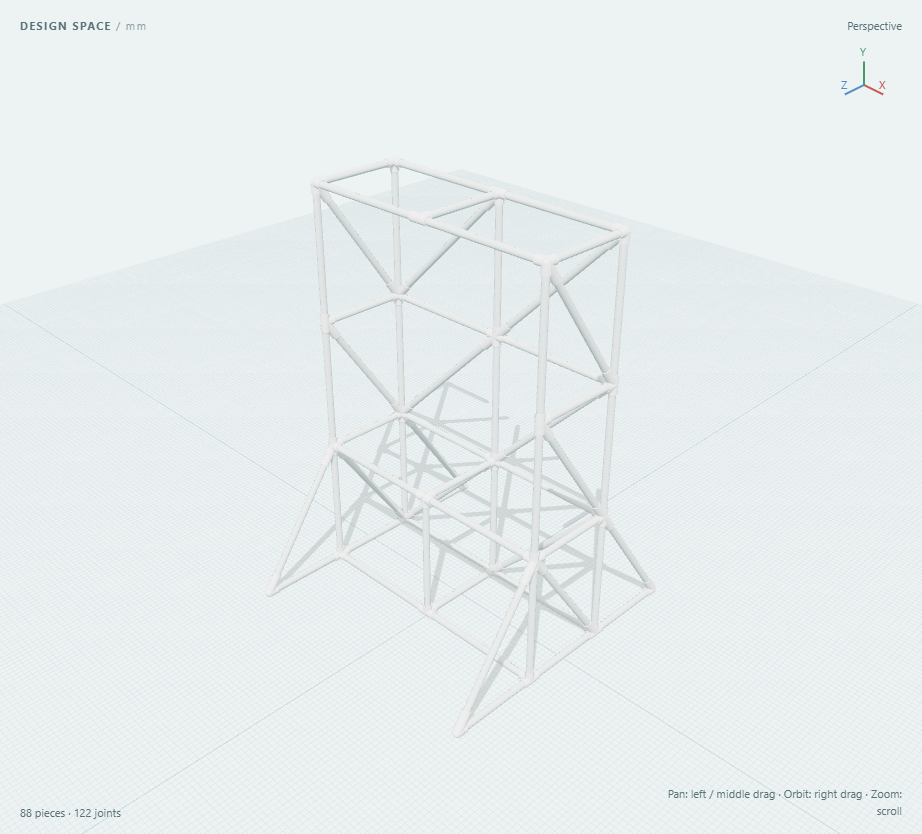 DESIGN SPACE / mm
Perspective
Y
Z X
88 pieces · 122 joints
Pan: left / middle drag · Orbit: right drag · Zoom:
scroll